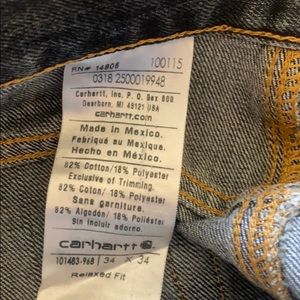 RN# 14806 100115
0318 2500019948
Carhartt, Inc. P. O. Box 600
Dearborn, MI 49121 USA
carhartt.com
Made in Mexico.
Fabriqué au Mexique.
Hecho en México.
82% Cotton/18% Polyester
Exclusive of Trimming.
82% Coton/ 18% Polyester
Sans garniture.
82% Algodón/ 18% Poliéster
Sin incluir adorno.
carhartt
101483-968 34 X 34
Relaxed Fit